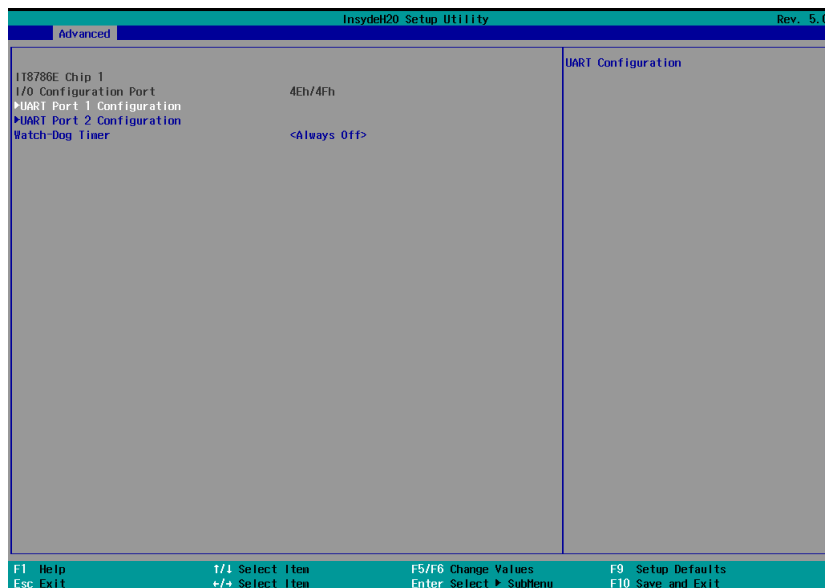 InsydeH2O Setup Utility Rev. 5.0
Advanced
IT8786E Chip 1
I/O Configuration Port 4Eh/4Fh
▶UART Port 1 Configuration
▶UART Port 2 Configuration
Watch-Dog Timer <Always Off>
UART Configuration
F1 Help ↑/↓ Select Item F5/F6 Change Values F9 Setup Defaults
Esc Exit ←/→ Select Item Enter Select ▶ SubMenu F10 Save and Exit